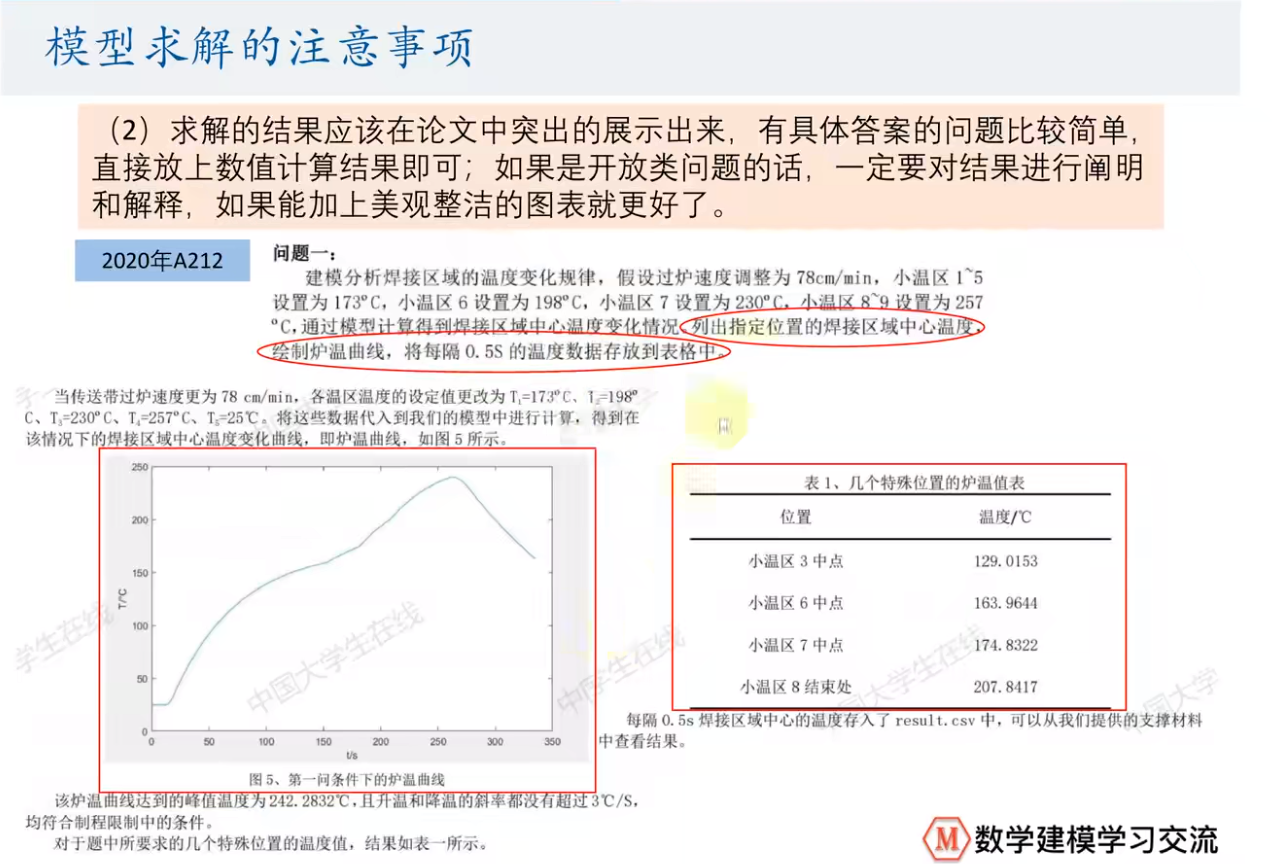 模型求解的注意事项
（2）求解的结果应该在论文中突出的展示出来，有具体答案的问题比较简单，
直接放上数值计算结果即可；如果是开放类问题的话，一定要对结果进行阐明
和解释，如果能加上美观整洁的图表就更好了。
2020年A212
问题一：
建模分析焊接区域的温度变化规律，假设过炉速度调整为 78cm/min，小温区 1~5
设置为 173°C，小温区 6 设置为 198°C，小温区 7 设置为 230°C，小温区 8~9 设置为 257
°C，通过模型计算得到焊接区域中心温度变化情况，列出指定位置的焊接区域中心温度，
绘制炉温曲线，将每隔 0.5S 的温度数据存放到表格中。
当传送带过炉速度更为 78 cm/min，各温区温度的设定值更改为 T₁=173°C、T₂=198°
C、T₃=230°C、T₄=257°C、T₅=25℃。将这些数据代入到我们的模型中进行计算，得到在
该情况下的焊接区域中心温度变化曲线，即炉温曲线，如图 5 所示。
250
200
150
100
50
0
T/°C
0 50 100 150 200 250 300 350
t/s
图 5、第一问条件下的炉温曲线
该炉温曲线达到的峰值温度为 242.2832℃，且升温和降温的斜率都没有超过 3℃/S，
均符合制程限制中的条件。
对于题中所要求的几个特殊位置的温度值，结果如表一所示。
表 1、几个特殊位置的炉温值表
位置 温度/℃
小温区 3 中点 129.0153
小温区 6 中点 163.9644
小温区 7 中点 174.8322
小温区 8 结束处 207.8417
每隔 0.5s 焊接区域中心的温度存入了 result.csv 中，可以从我们提供的支撑材料
中查看结果。
学生在线
中国大学生在线
中国大学
M 数学建模学习交流